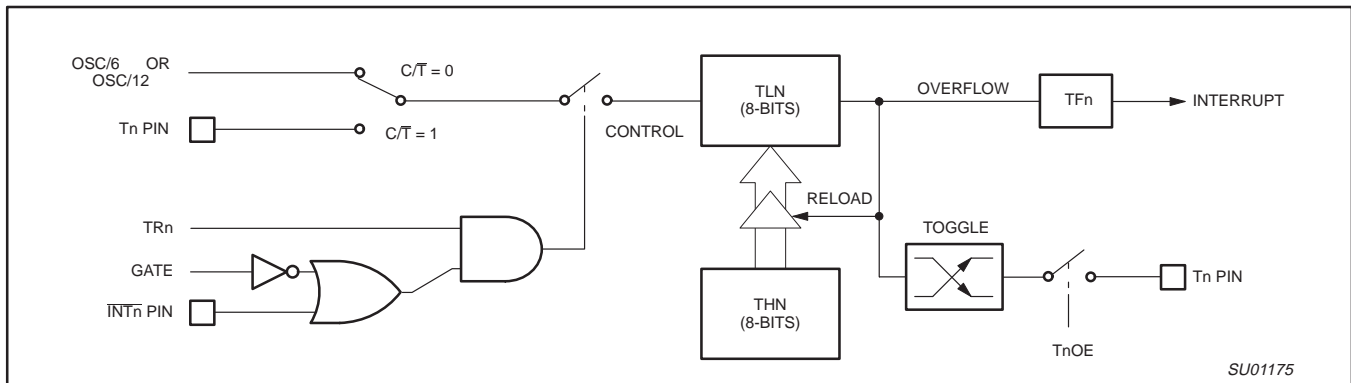 OSC/6 OR
OSC/12
C/T̅ = 0
Tn PIN
C/T̅ = 1
CONTROL
TLN
(8-BITS)
OVERFLOW
TFn
INTERRUPT
RELOAD
TRn
GATE
I̅N̅T̅n̅ PIN
THN
(8-BITS)
TOGGLE
Tn PIN
TnOE
SU01175